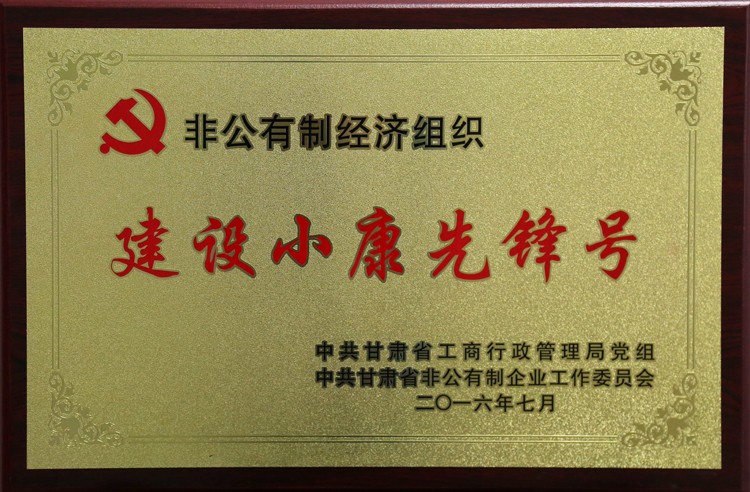 非公有制经济组织
建设小康先锋号
中共甘肃省工商行政管理局党组
中共甘肃省非公有制企业工作委员会
二〇一六年七月